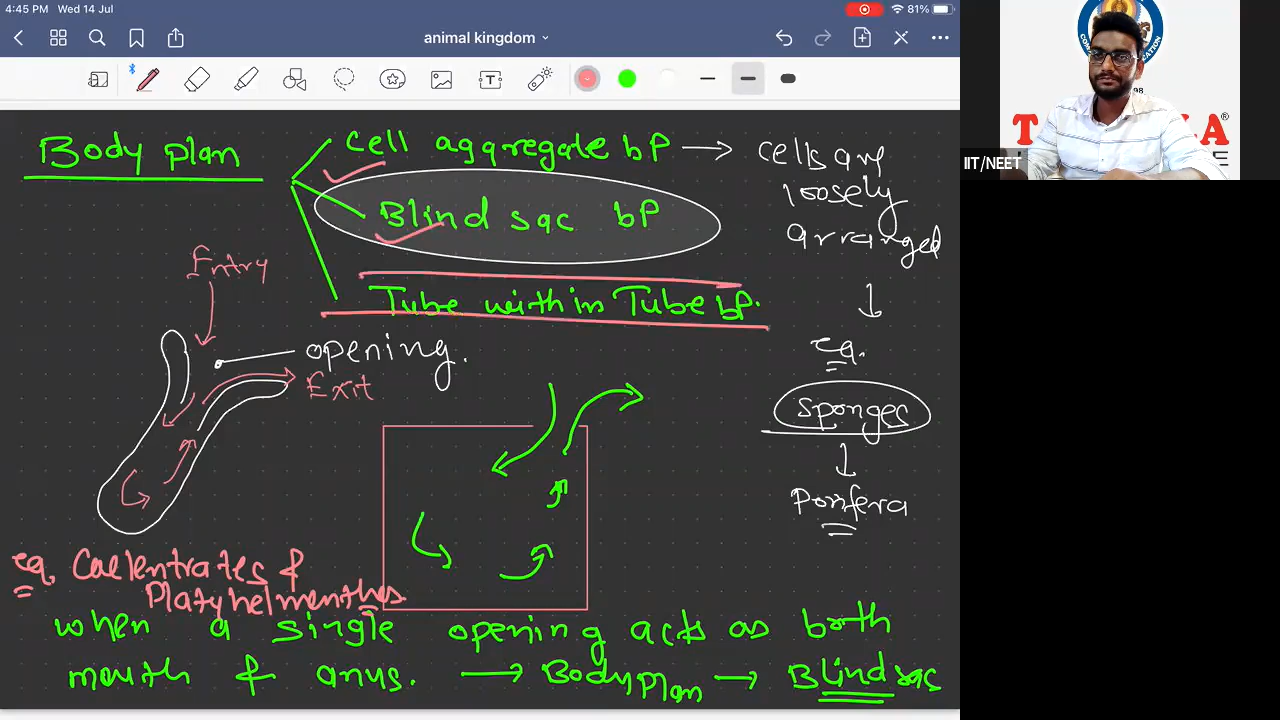 4:45 PM Wed 14 Jul
81%
animal kingdom
Body plan
Cell aggregate bP → cells are
loosely
arranged
Blind sac bP
Tube within Tube bP.
Entry
opening.
Exit
eg.
sponges
Porifera
eg. Coelentrates &
Platyhelmenthes
when a single opening acts as both
mouth & anus. → Body Plan → Blind sac
IIT/NEET